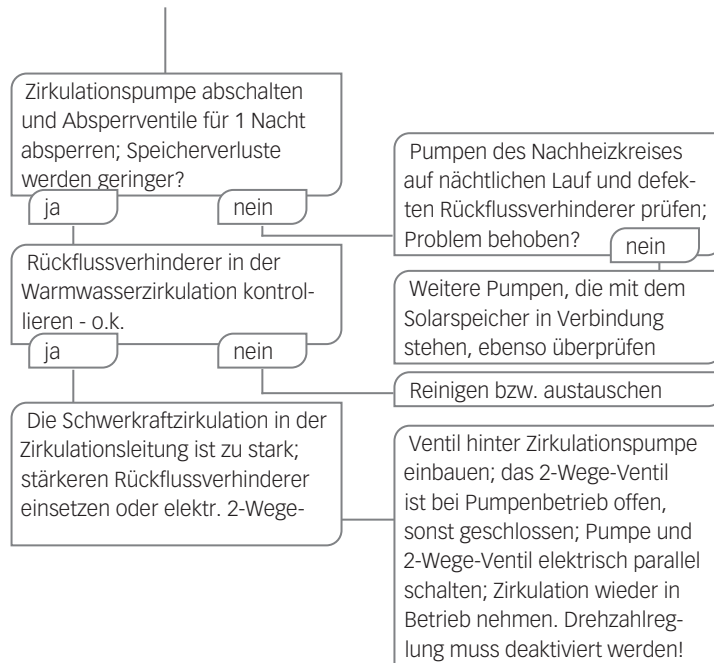 Zirkulationspumpe abschalten
und Absperrventile für 1 Nacht
absperren; Speicherverluste
werden geringer?
ja
nein
Pumpen des Nachheizkreises
auf nächtlichen Lauf und defek-
ten Rückflussverhinderer prüfen;
Problem behoben?
nein
Weitere Pumpen, die mit dem
Solarspeicher in Verbindung
stehen, ebenso überprüfen
Rückflussverhinderer in der
Warmwasserzirkulation kontrol-
lieren - o.k.
ja
nein
Reinigen bzw. austauschen
Die Schwerkraftzirkulation in der
Zirkulationsleitung ist zu stark;
stärkeren Rückflussverhinderer
einsetzen oder elektr. 2-Wege-
Ventil hinter Zirkulationspumpe
einbauen; das 2-Wege-Ventil
ist bei Pumpenbetrieb offen,
sonst geschlossen; Pumpe und
2-Wege-Ventil elektrisch parallel
schalten; Zirkulation wieder in
Betrieb nehmen. Drehzahlreg-
lung muss deaktiviert werden!